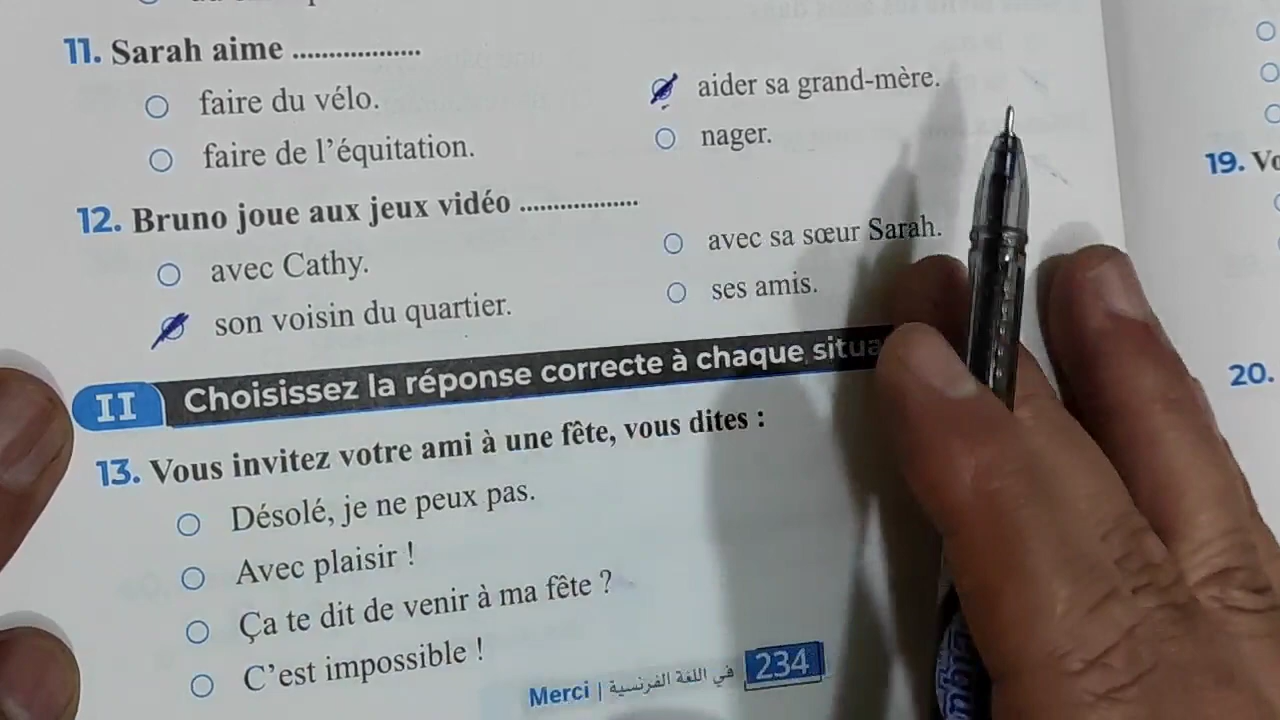 11. Sarah aime ..................
faire du vélo.
aider sa grand-mère.
faire de l'équitation.
nager.
12. Bruno joue aux jeux vidéo ..................
avec Cathy.
avec sa sœur Sarah.
son voisin du quartier.
ses amis.
II Choisissez la réponse correcte à chaque
13. Vous invitez votre ami à une fête, vous dites :
Désolé, je ne peux pas.
Avec plaisir !
Ça te dit de venir à ma fête ?
C'est impossible !
Merci | في اللغة الفرنسية 234
19.
20.